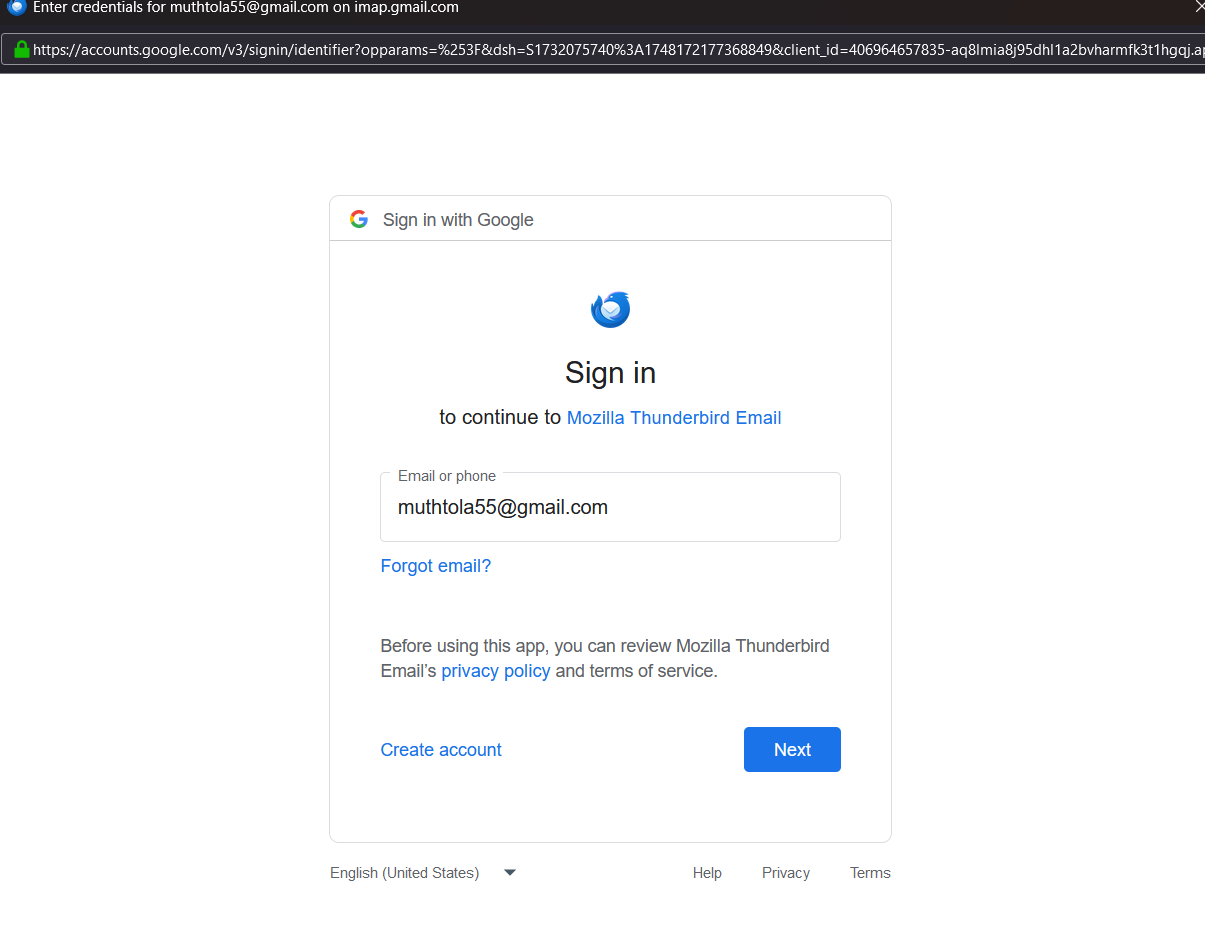 Enter credentials for muthtola55@gmail.com on imap.gmail.com
https://accounts.google.com/v3/signin/identifier?opparams=%253F&dsh=S1732075740%3A1748172177368849&client_id=406964657835-aq8lmia8j95dhl1a2bvharmfk3t1hgqj.ap
Sign in with Google
Sign in
to continue to Mozilla Thunderbird Email
Email or phone
muthtola55@gmail.com
Forgot email?
Before using this app, you can review Mozilla Thunderbird
Email’s privacy policy and terms of service.
Create account
Next
English (United States)
Help Privacy Terms